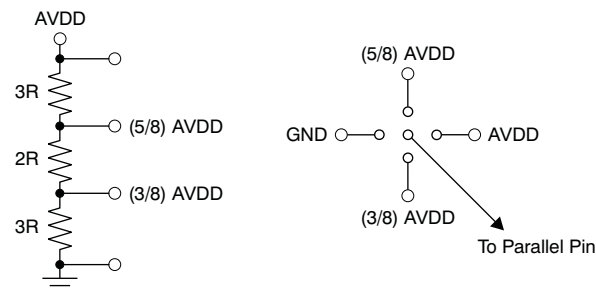 AVDD
3R
(5/8) AVDD
2R
(3/8) AVDD
3R
(5/8) AVDD
GND
AVDD
(3/8) AVDD
To Parallel Pin